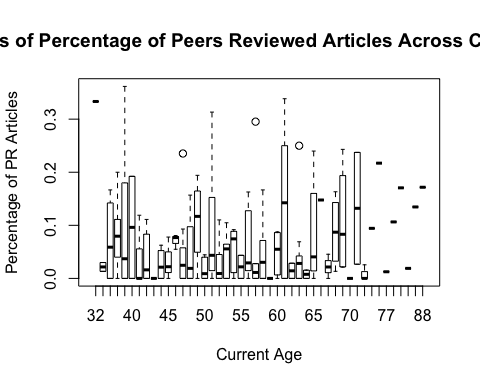 s of Percentage of Peers Reviewed Articles Across C
Percentage of PR Articles
0.3
0.2
0.1
0.0
32 40 45 50 55 60 65 70 77 88
Current Age